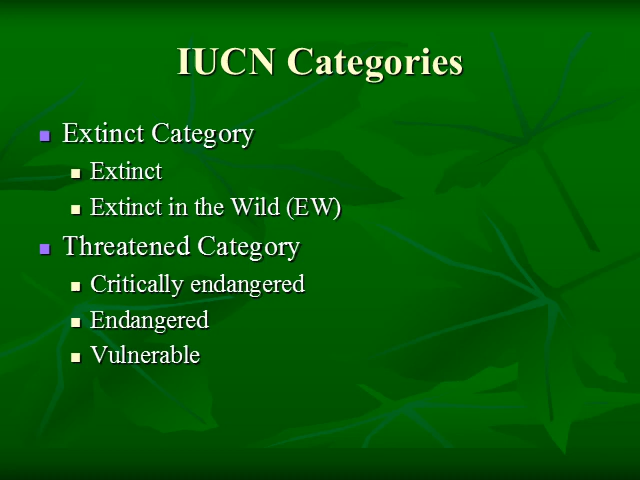 IUCN Categories
Extinct Category
Extinct
Extinct in the Wild (EW)
Threatened Category
Critically endangered
Endangered
Vulnerable